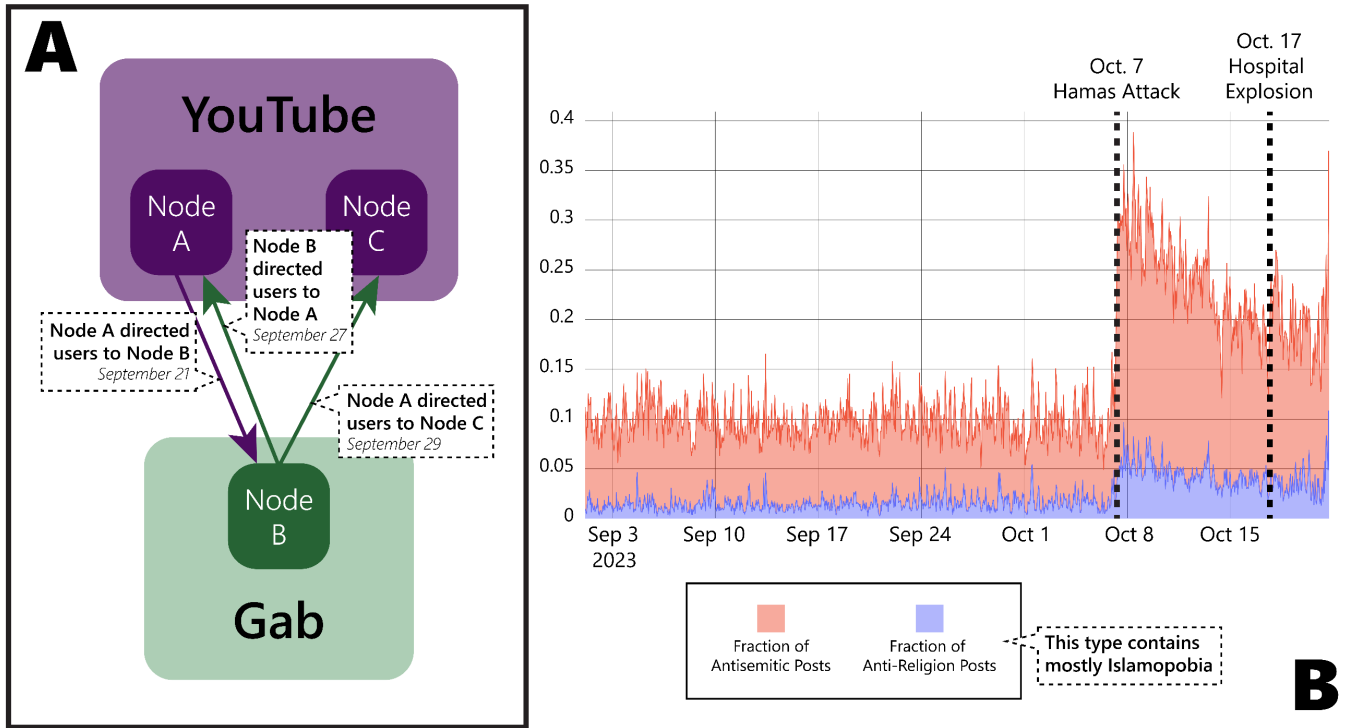 A
YouTube
Node
A
Node
C
Node B
directed
users to
Node A
September 27
Node A directed
users to Node B
September 21
Node A directed
users to Node C
September 29
Node
B
Gab
Oct. 7
Hamas Attack
Oct. 17
Hospital
Explosion
0.4
0.35
0.3
0.25
0.2
0.15
0.1
0.05
0
Sep 3
2023
Sep 10
Sep 17
Sep 24
Oct 1
Oct 8
Oct 15
Fraction of
Antisemitic Posts
Fraction of
Anti-Religion Posts
This type contains
mostly Islamopobia
B